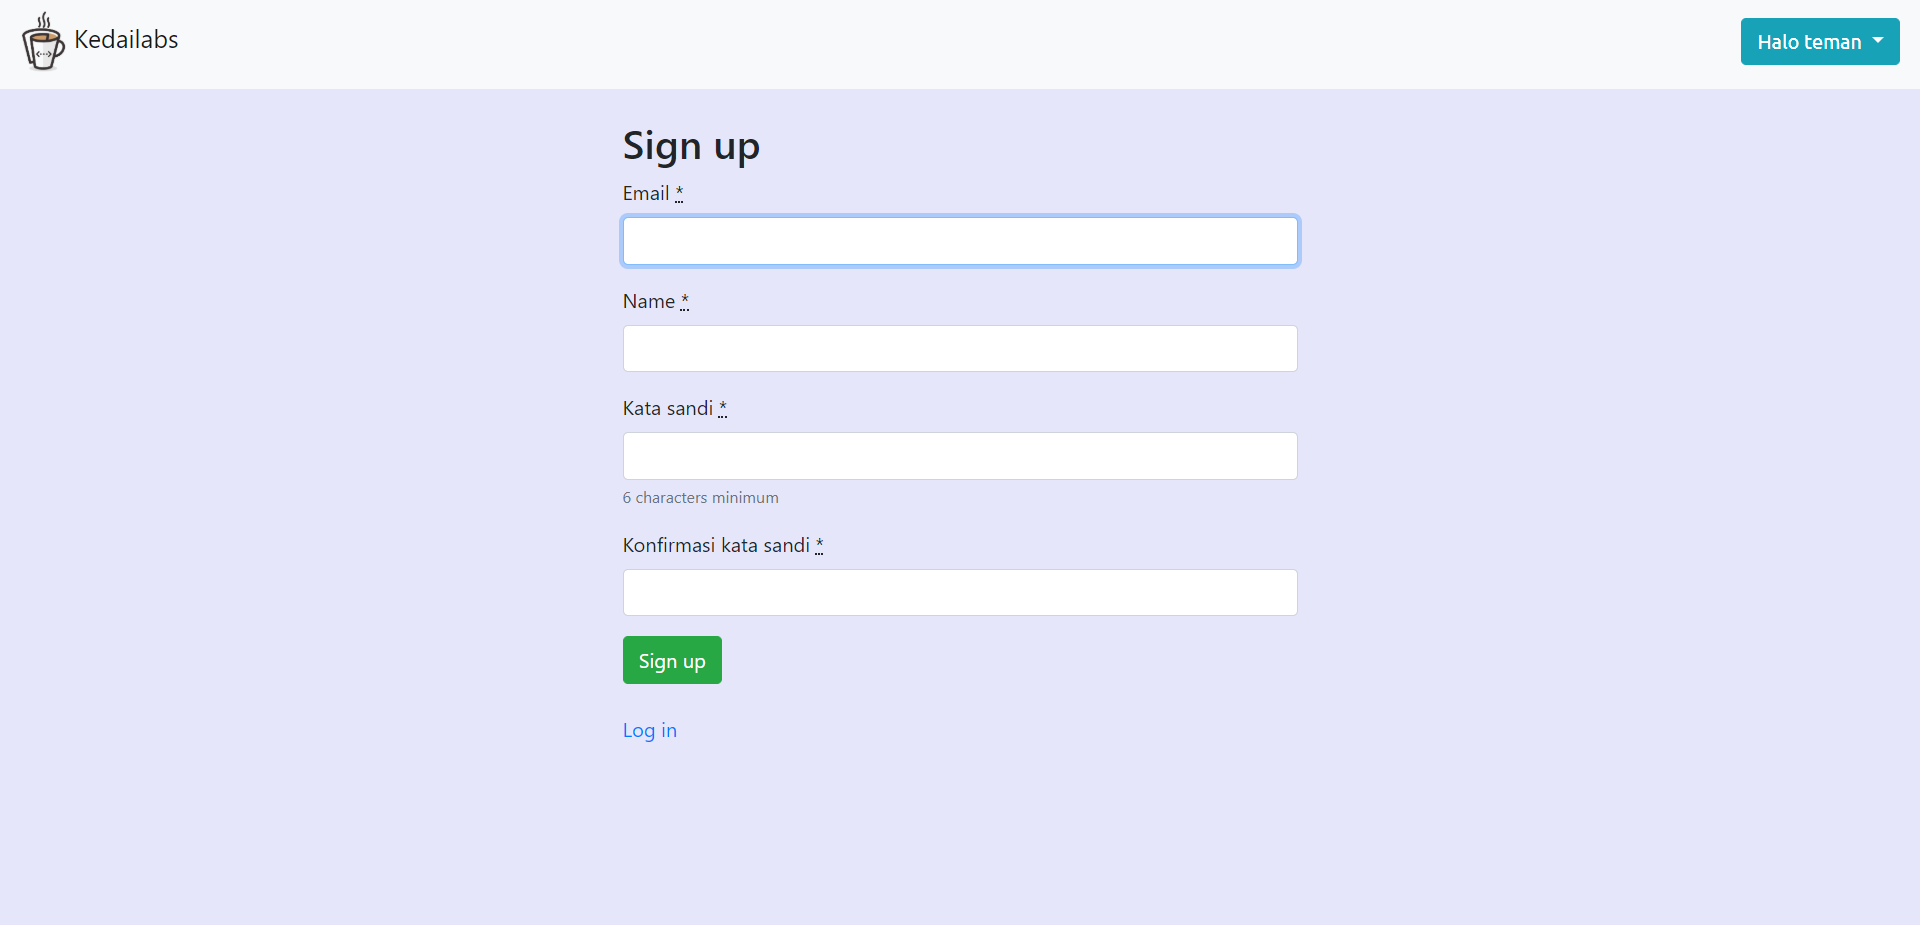 Kedailabs
Halo teman
Sign up
Email *
Name *
Kata sandi *
6 characters minimum
Konfirmasi kata sandi *
Sign up
Log in